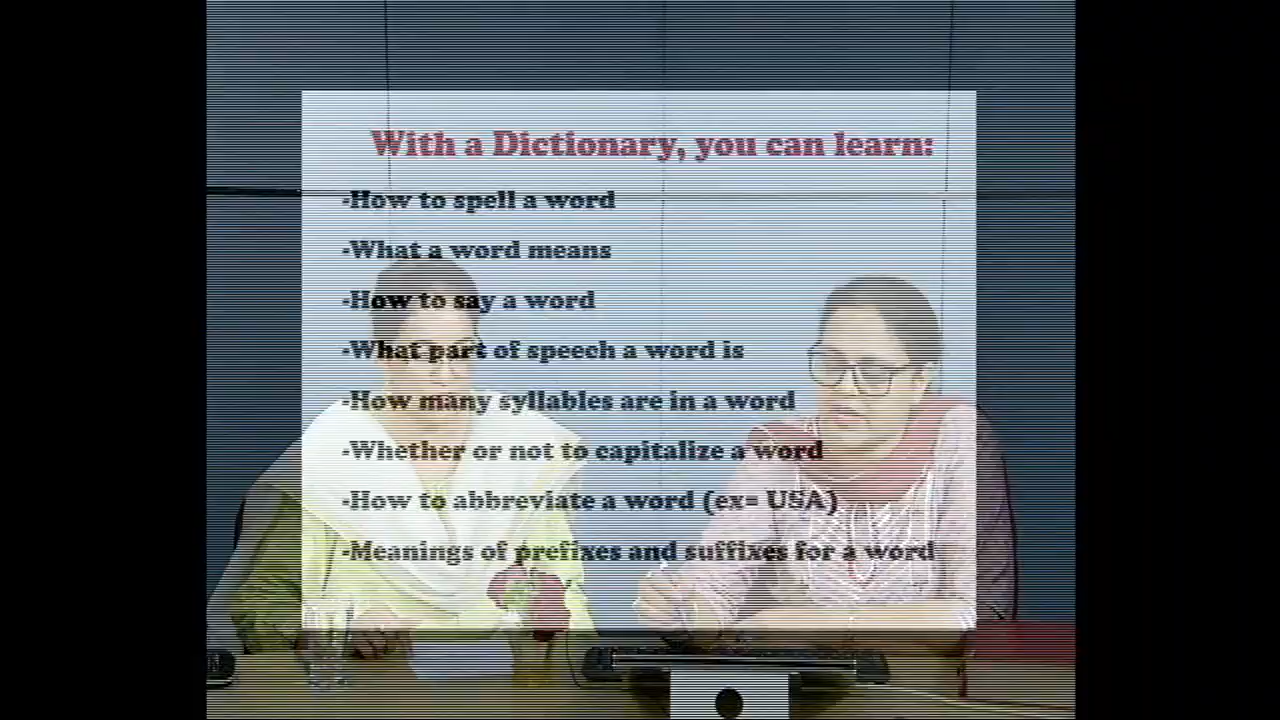 With a Dictionary, you can learn:
-How to spell a word
-What a word means
-How to say a word
-What part of speech a word is
-How many syllables are in a word
-Whether or not to capitalize a word
-How to abbreviate a word (ex= USA)
-Meanings of prefixes and suffixes for a word